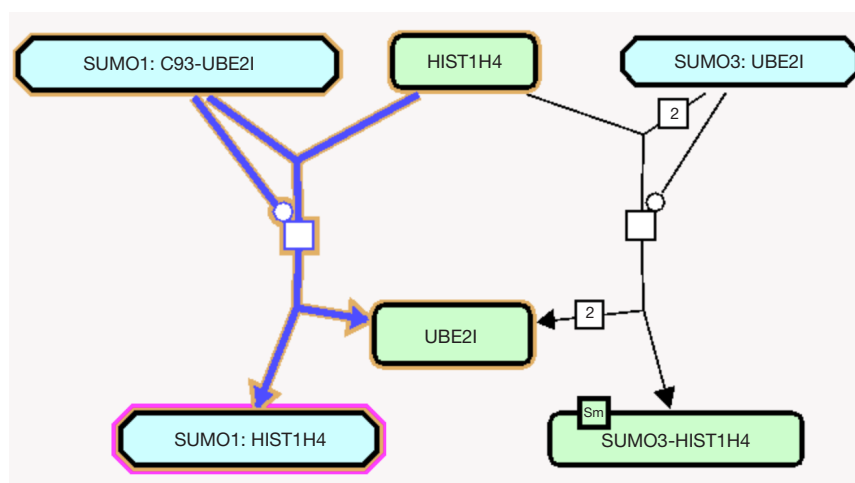 SUMO1: C93-UBE2I
HIST1H4
SUMO3: UBE2I
2
2
UBE2I
Sm
SUMO1: HIST1H4
SUMO3-HIST1H4